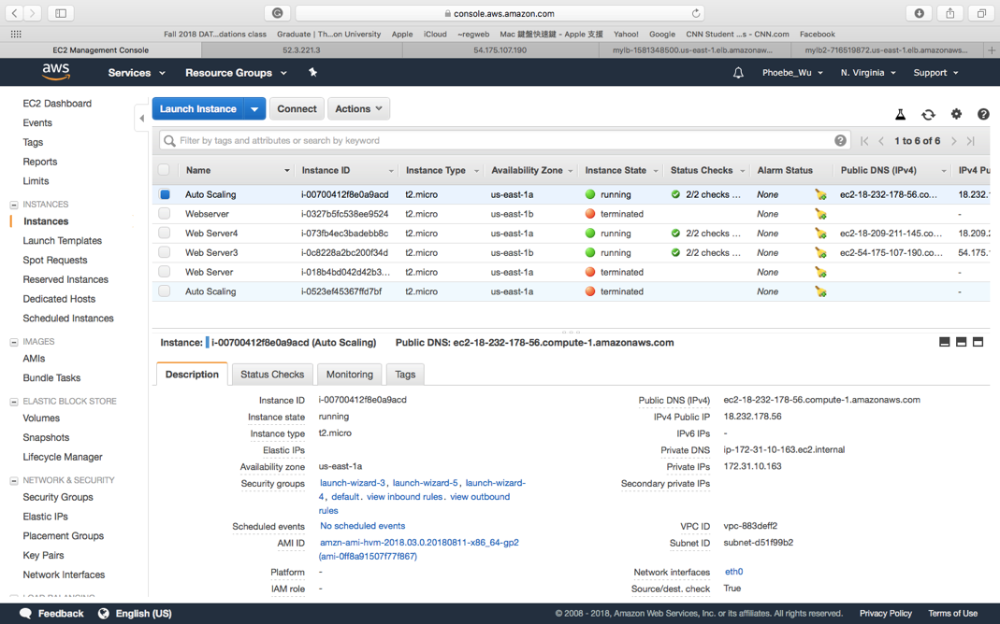 console.aws.amazon.com
Fall 2018 DAT...dations class Graduate | Th...on University Apple iCloud ~regweb Mac 鍵盤快速鍵 - Apple 支援 Yahoo! Google CNN Student ...s - CNN.com Facebook
EC2 Management Console 52.3.221.3 54.175.107.190 mylb-1581348500.us-east-1.elb.amazonaw... mylb2-716519872.us-east-1.elb.amazonaws...
aws Services Resource Groups Phoebe_Wu N. Virginia Support
EC2 Dashboard
Events
Tags
Reports
Limits
INSTANCES
Instances
Launch Templates
Spot Requests
Reserved Instances
Dedicated Hosts
Scheduled Instances
IMAGES
AMIs
Bundle Tasks
ELASTIC BLOCK STORE
Volumes
Snapshots
Lifecycle Manager
NETWORK & SECURITY
Security Groups
Elastic IPs
Placement Groups
Key Pairs
Network Interfaces
LOAD BALANCING
Launch Instance Connect Actions
Filter by tags and attributes or search by keyword 1 to 6 of 6
Name Instance ID Instance Type Availability Zone Instance State Status Checks Alarm Status Public DNS (IPv4) IPv4 Pu
Auto Scaling i-00700412f8e0a9acd t2.micro us-east-1a running 2/2 checks ... None ec2-18-232-178-56.co... 18.232.
Webserver i-0327b5fc538ee9524 t2.micro us-east-1b terminated None -
Web Server4 i-073fb4ec3badebb8c t2.micro us-east-1a running 2/2 checks ... None ec2-18-209-211-145.co... 18.209.
Web Server3 i-0c8228a2bc200f34d t2.micro us-east-1b running 2/2 checks ... None ec2-54-175-107-190.co... 54.175.
Web Server i-018b4bd042d42b3... t2.micro us-east-1a terminated None -
Auto Scaling i-0523ef45367ffd7bf t2.micro us-east-1a terminated None -
Instance: i-00700412f8e0a9acd (Auto Scaling) Public DNS: ec2-18-232-178-56.compute-1.amazonaws.com
Description Status Checks Monitoring Tags
Instance ID i-00700412f8e0a9acd Public DNS (IPv4) ec2-18-232-178-56.compute-1.amazonaws.com
Instance state running IPv4 Public IP 18.232.178.56
Instance type t2.micro IPv6 IPs -
Elastic IPs Private DNS ip-172-31-10-163.ec2.internal
Availability zone us-east-1a Private IPs 172.31.10.163
Security groups launch-wizard-3, launch-wizard-5, launch-wizard- Secondary private IPs
4, default. view inbound rules. view outbound
rules
Scheduled events No scheduled events VPC ID vpc-883deff2
AMI ID amzn-ami-hvm-2018.03.0.20180811-x86_64-gp2 Subnet ID subnet-d51f99b2
(ami-0ff8a91507f77f867)
Platform - Network interfaces eth0
IAM role - Source/dest. check True
Feedback English (US) © 2008 - 2018, Amazon Web Services, Inc. or its affiliates. All rights reserved. Privacy Policy Terms of Use